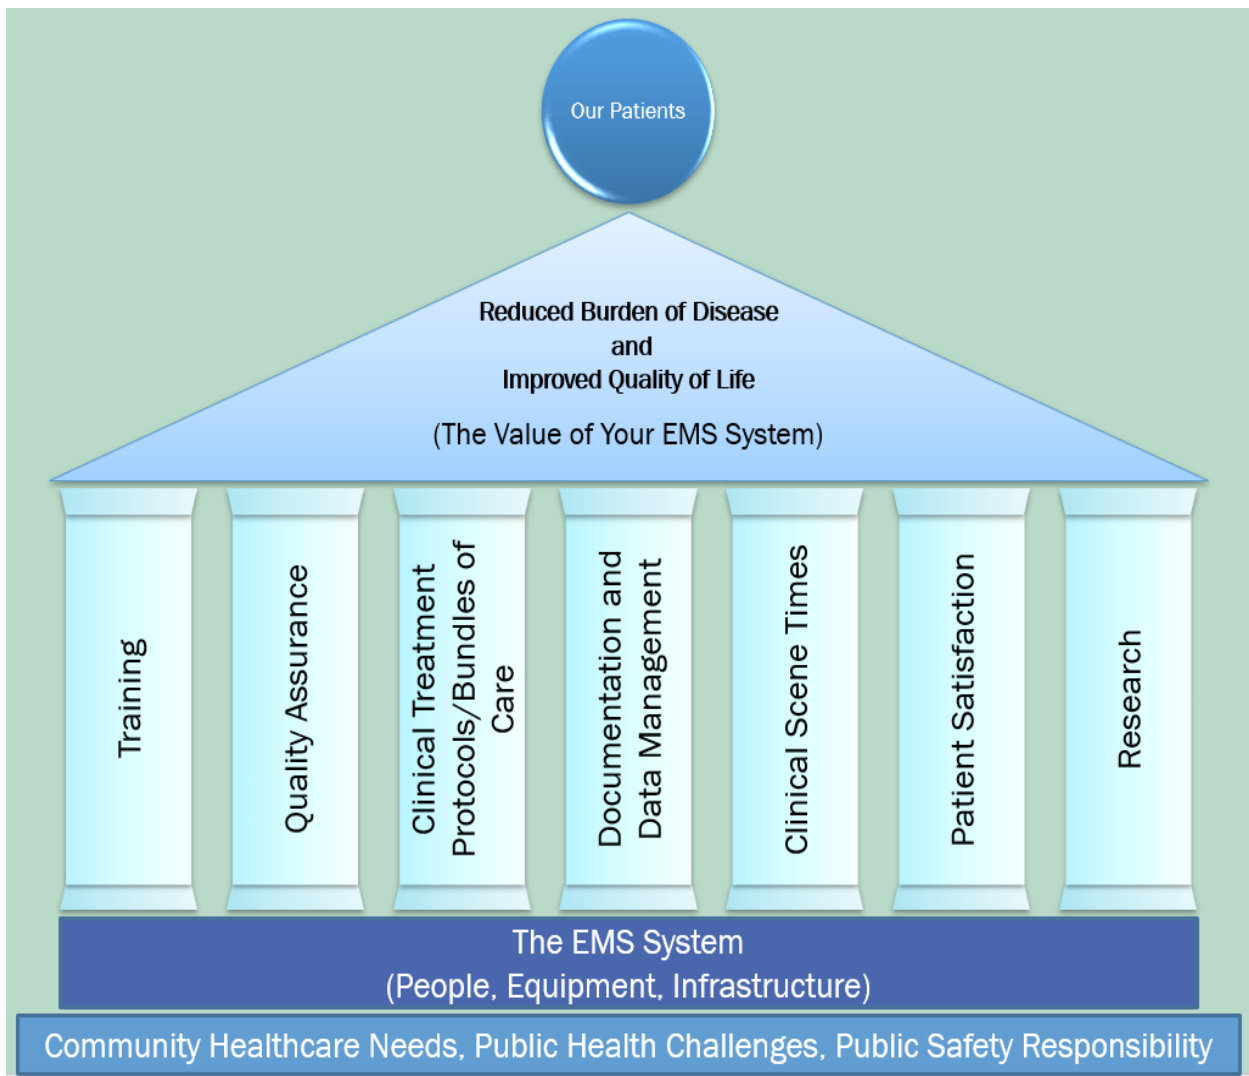 Our Patients
Reduced Burden of Disease
and
Improved Quality of Life
(The Value of Your EMS System)
Training
Quality Assurance
Clinical Treatment
Protocols/Bundles of
Care
Documentation and
Data Management
Clinical Scene Times
Patient Satisfaction
Research
The EMS System
(People, Equipment, Infrastructure)
Community Healthcare Needs, Public Health Challenges, Public Safety Responsibility